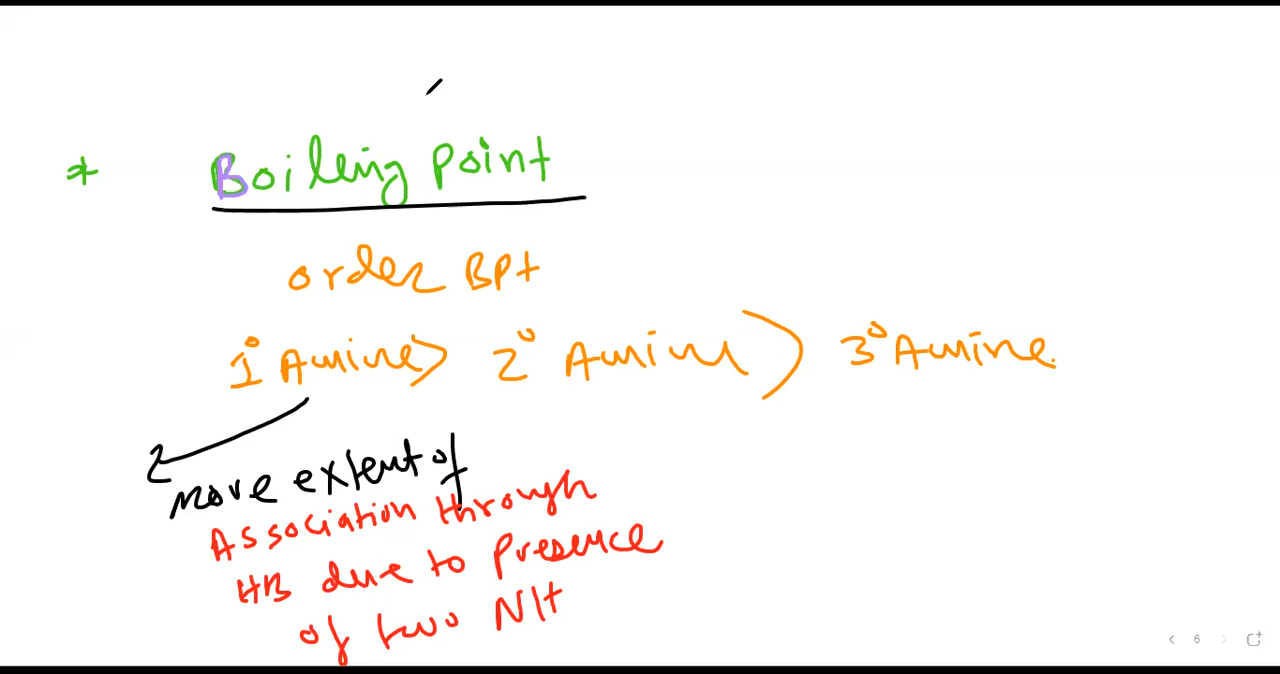 * Boiling Point
order BPt
1° Amine > 2° Amine > 3° Amine.
more extent of
Association through
HB due to presence
of two NH
6